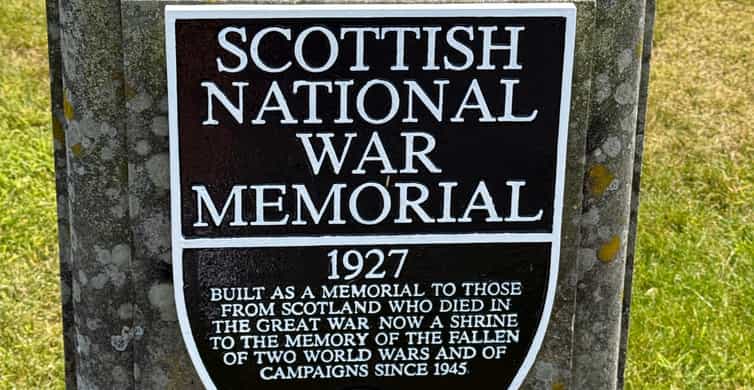 SCOTTISH
NATIONAL
WAR
MEMORIAL
1927
BUILT AS A MEMORIAL TO THOSE
FROM SCOTLAND WHO DIED IN
THE GREAT WAR NOW A SHRINE
TO THE MEMORY OF THE FALLEN
OF TWO WORLD WARS AND OF
CAMPAIGNS SINCE 1945